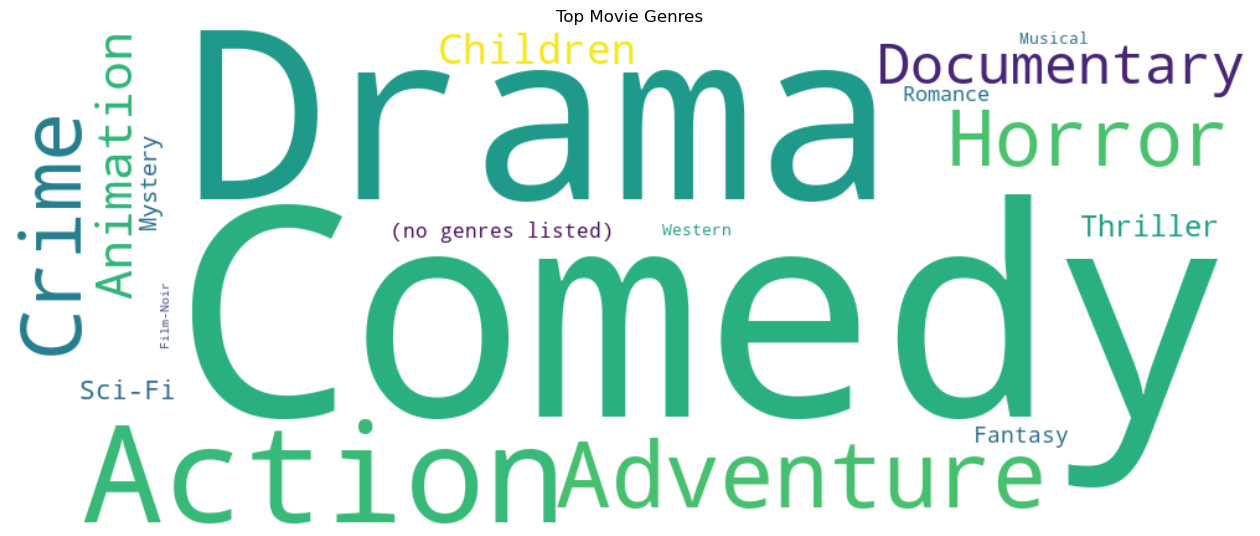 Top Movie Genres
Children
Drama
Documentary
Musical
Romance
Horror
Crime
Animation
Mystery
(no genres listed)
Western
Thriller
Comedy
Film-Noir
Sci-Fi
Action
Adventure
Fantasy